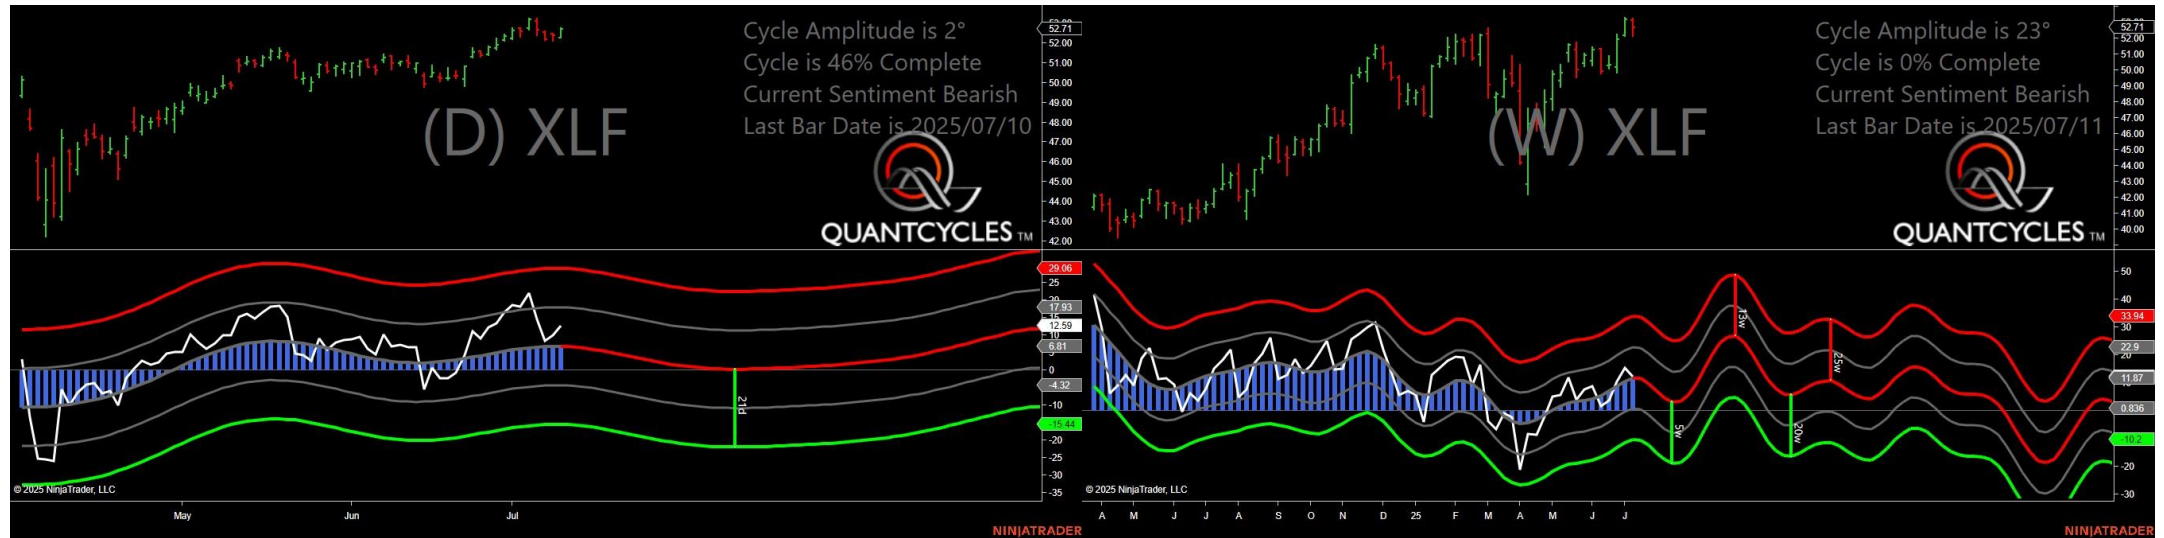 Cycle Amplitude is 2°
Cycle is 46% Complete
Current Sentiment Bearish
Last Bar Date is 2025/07/10
(D) XLF
QUANTCYCLES TM
52.71
52.00
51.00
50.00
49.00
48.00
47.00
46.00
45.00
44.00
43.00
42.00
29.06
25
17.93
12.59
6.81
0
-4.32
-10
-15.44
-20
-25
-30
-35
21d
© 2025 NinjaTrader, LLC
May
Jun
Jul
NINJATRADER
Cycle Amplitude is 23°
Cycle is 0% Complete
Current Sentiment Bearish
Last Bar Date is 2025/07/11
(W) XLF
QUANTCYCLES TM
52.71
52.00
51.00
50.00
49.00
48.00
47.00
46.00
45.00
44.00
43.00
42.00
41.00
40.00
50
40
33.94
30
22.9
20
11.87
0.836
-10.2
-20
-30
13w
25w
5w
20w
© 2025 NinjaTrader, LLC
A M J J A S O N D 25 F M A M J J
NINJATRADER